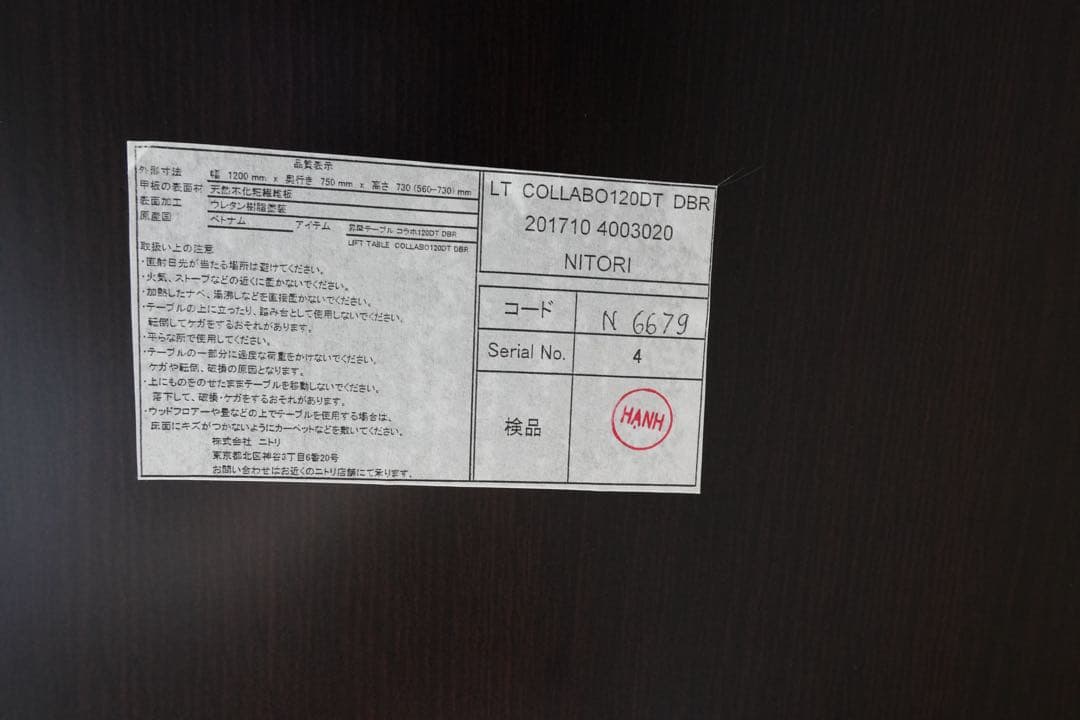 品質表示
外形寸法 幅 1200 mm x 奥行き 750 mm x 高さ 730 (560-730) mm
甲板の表面材 天然木化粧繊維板
表面加工 ウレタン樹脂塗装
原産国 ベトナム アイテム 昇降テーブル コラボ120DT DBR
LIFT TABLE COLLABO120DT DBR
取扱い上の注意
・直射日光が当たる場所は避けてください。
・火気、ストーブなどの近くに置かないでください。
・加熱したナベ、湯沸しなどを直接置かないでください。
・テーブルの上に立ったり、踏み台として使用しないでください。
転倒してケガをするおそれがあります。
・平らな所で使用してください。
・テーブルの一部分に過度な荷重をかけないでください。
ケガや転倒、破損の原因となります。
・上にものをのせたままテーブルを移動しないでください。
落下して、破損・ケガをするおそれがあります。
・ウッドフロアーや畳などの上でテーブルを使用する場合は、
床面にキズがつかないようにカーペットなどを敷いてください。
株式会社 ニトリ
東京都北区神谷3丁目6番20号
お問い合わせはお近くのニトリ店舗にて承ります。
LT COLLABO120DT DBR
201710 4003020
NITORI
コード N 6679
Serial No. 4
検品 HẠNH